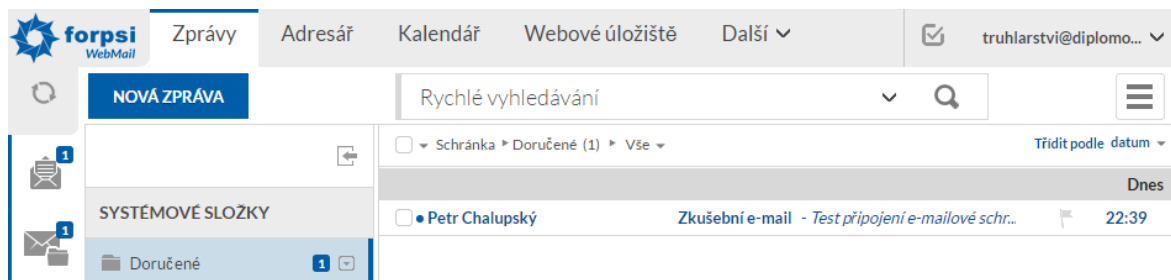 forpsi WebMail Zprávy Adresář Kalendář Webové úložiště Další truhlarstvi@diplomo...
NOVÁ ZPRÁVA Rychlé vyhledávání
1 Schránka Doručené (1) Vše Třídit podle datum
Dnes
SYSTÉMOVÉ SLOŽKY Petr Chalupský Zkušební e-mail - Test připojení e-mailové schr... 22:39
1
Doručené 1